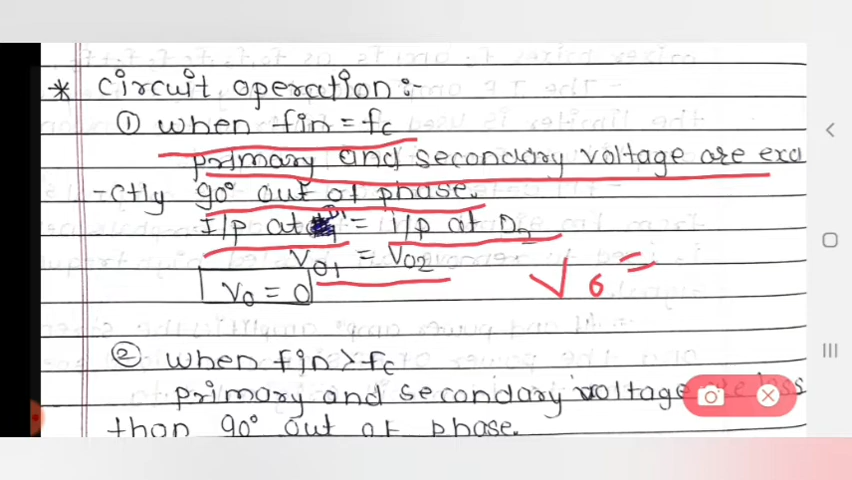 * Circuit operation :-
① when fin = fc
primary and secondary voltage are exa
-ctly 90° out of phase.
I/p at D1 = i/p at D2
Vo1 = Vo2
Vo = 0
√ o =
② when fin > fc
primary and secondary voltage are less
than 90° out of phase.